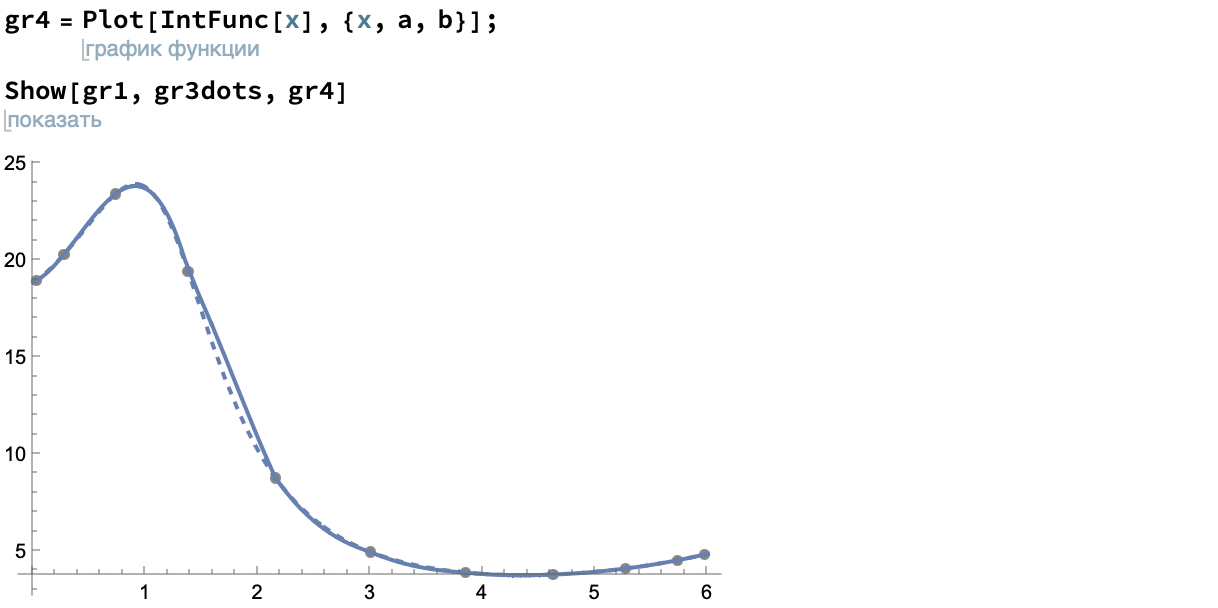 gr4 = Plot[IntFunc[x], {x, a, b}];
график функции
Show[gr1, gr3dots, gr4]
показать
25
20
15
10
5
1 2 3 4 5 6